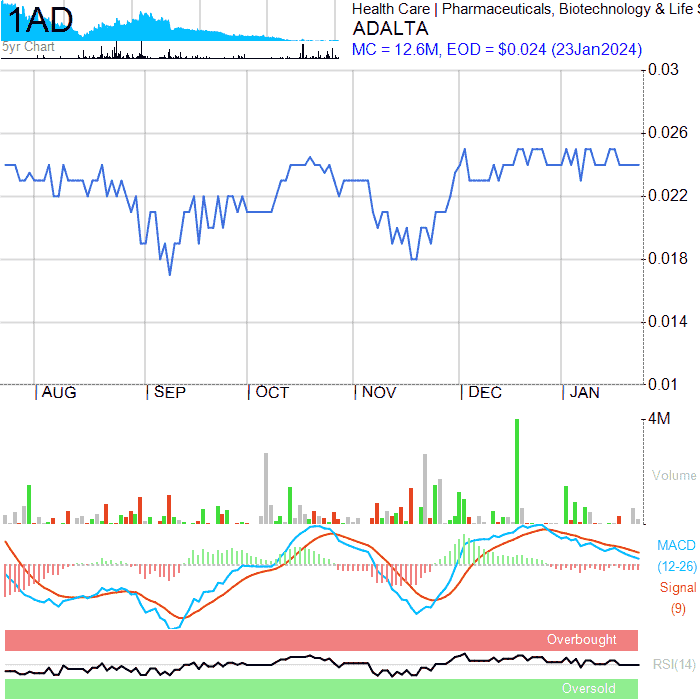 1AD
5yr Chart
Health Care | Pharmaceuticals, Biotechnology & Life S
ADALTA
MC = 12.6M, EOD = $0.024 (23Jan2024)
0.03
0.026
0.022
0.018
0.014
0.01
AUG SEP OCT NOV DEC JAN
4M
Volume
MACD
(12-26)
Signal
(9)
Overbought
RSI(14)
Oversold